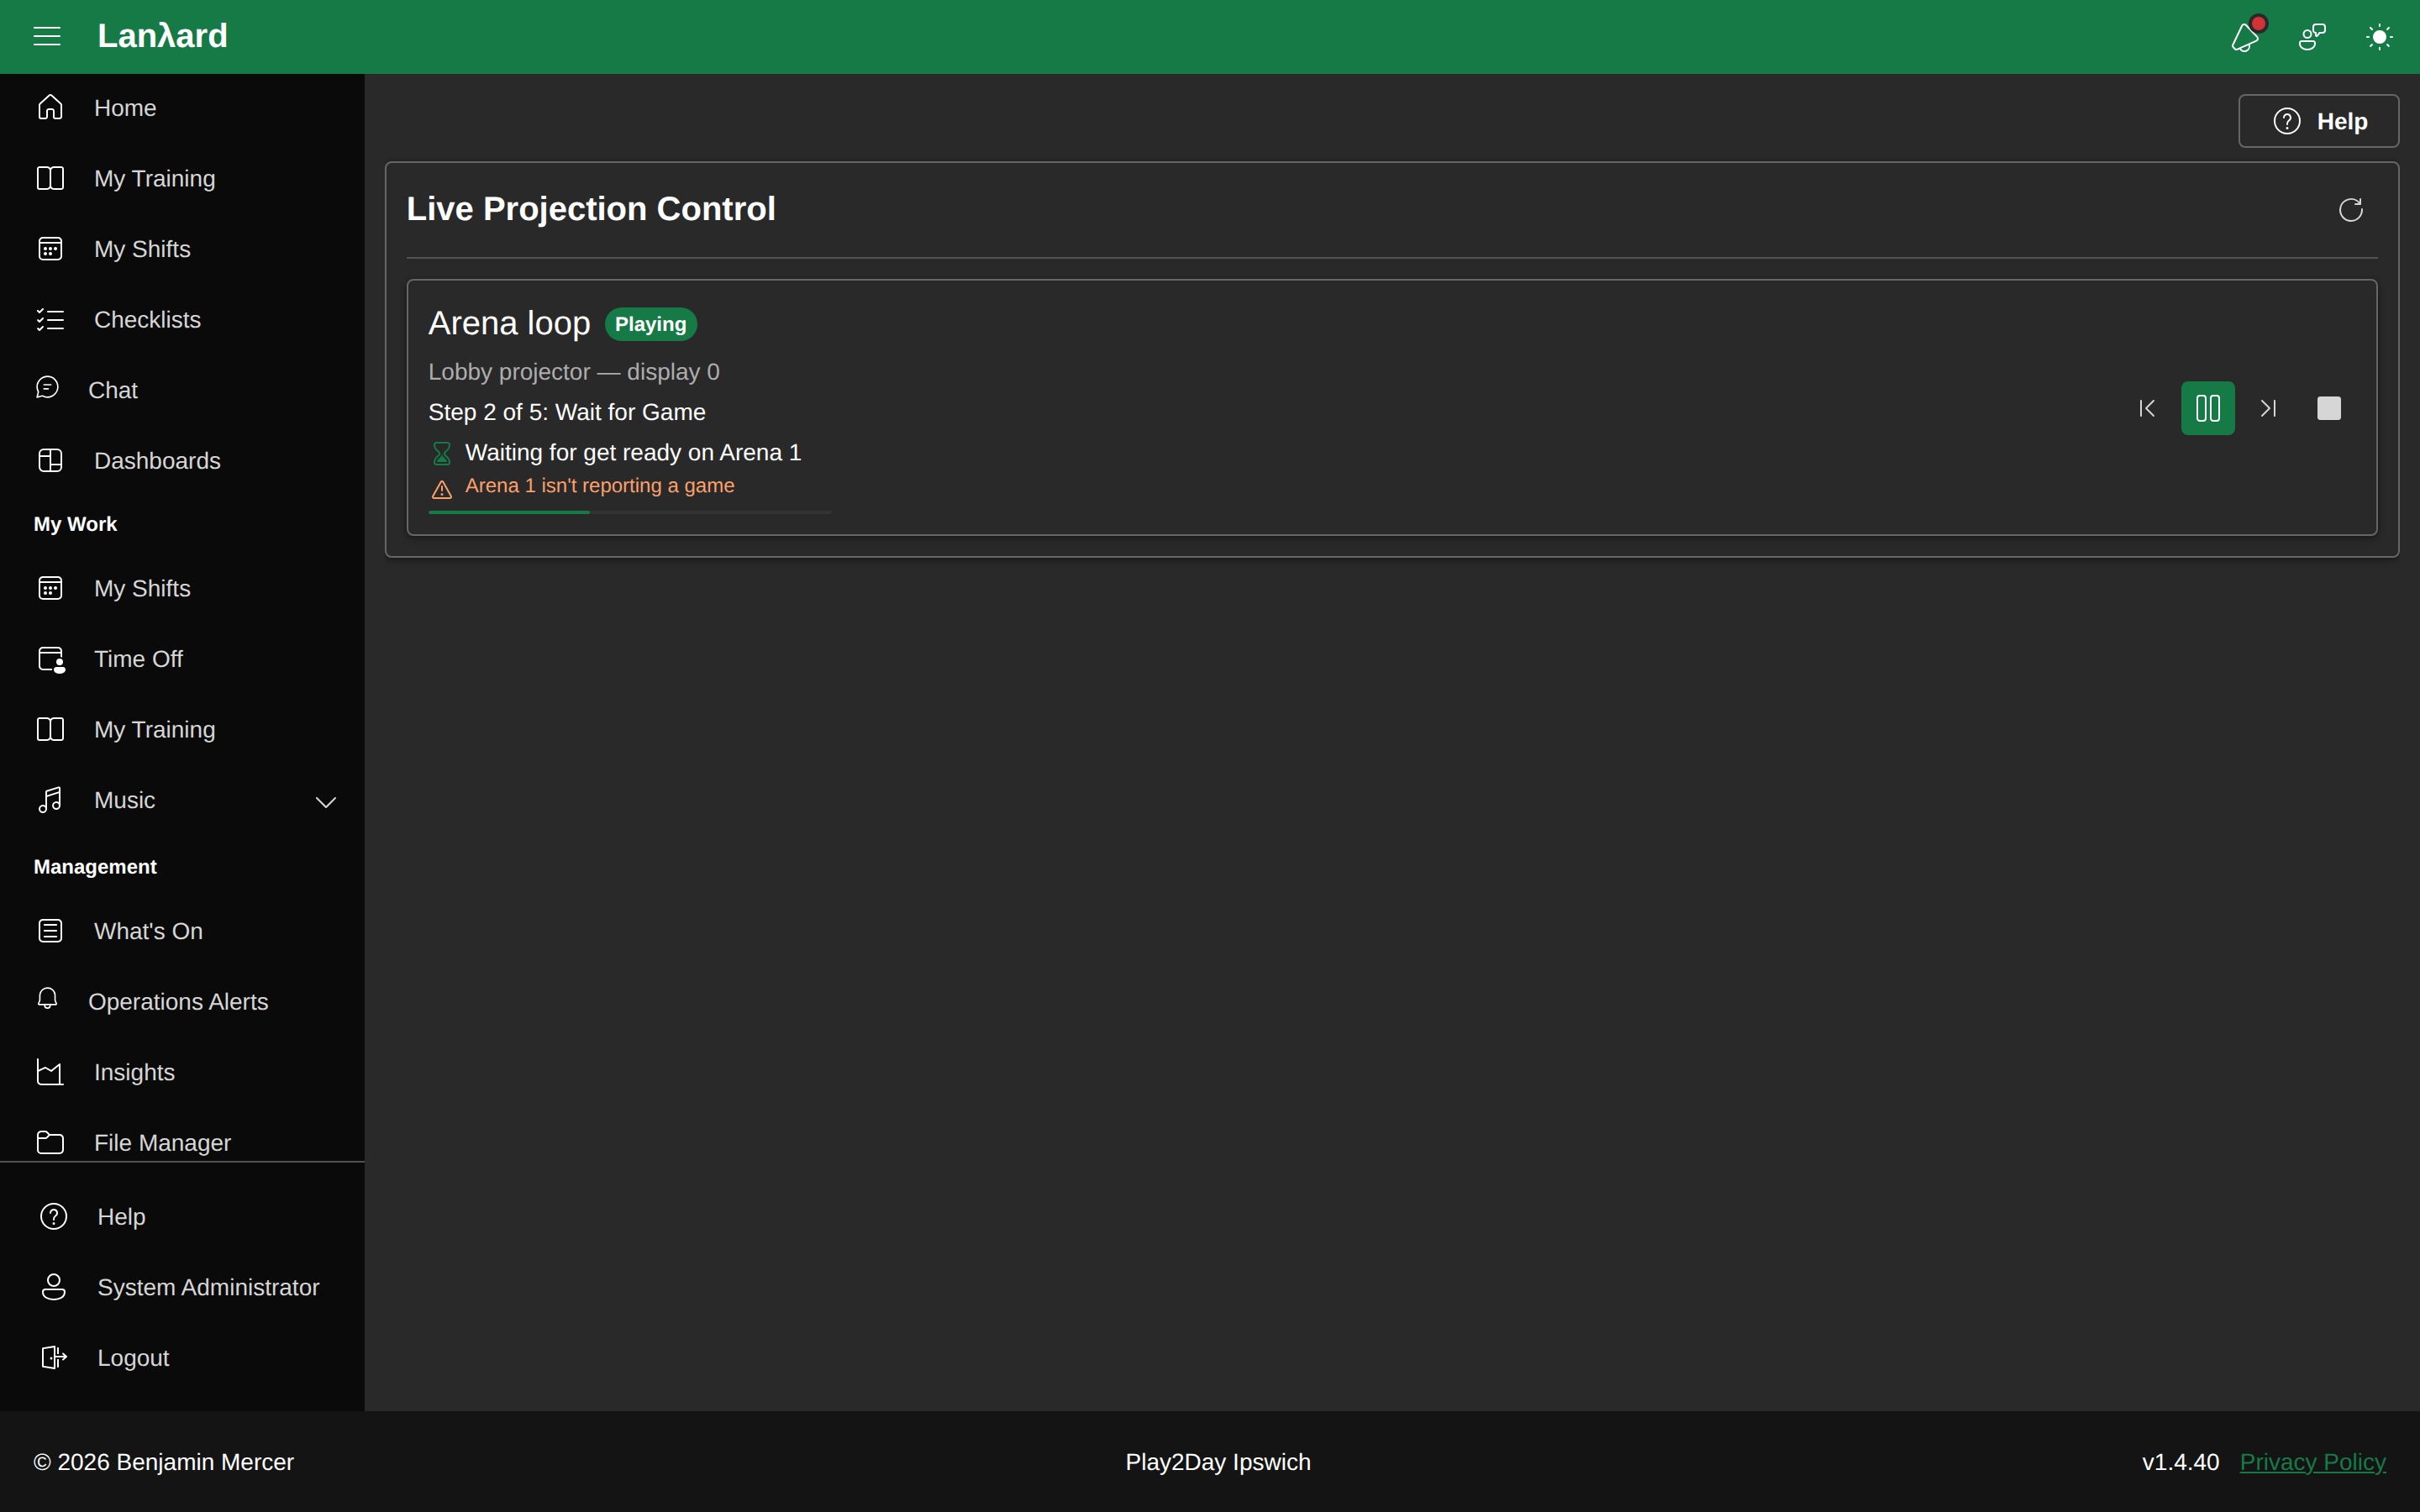 Lanλard
Home
My Training
My Shifts
Checklists
Chat
Dashboards
My Work
My Shifts
Time Off
My Training
Music
Management
What's On
Operations Alerts
Insights
File Manager
Help
System Administrator
Logout
Help
Live Projection Control
Arena loop Playing
Lobby projector — display 0
Step 2 of 5: Wait for Game
Waiting for get ready on Arena 1
Arena 1 isn't reporting a game
© 2026 Benjamin Mercer
Play2Day Ipswich
v1.4.40 Privacy Policy